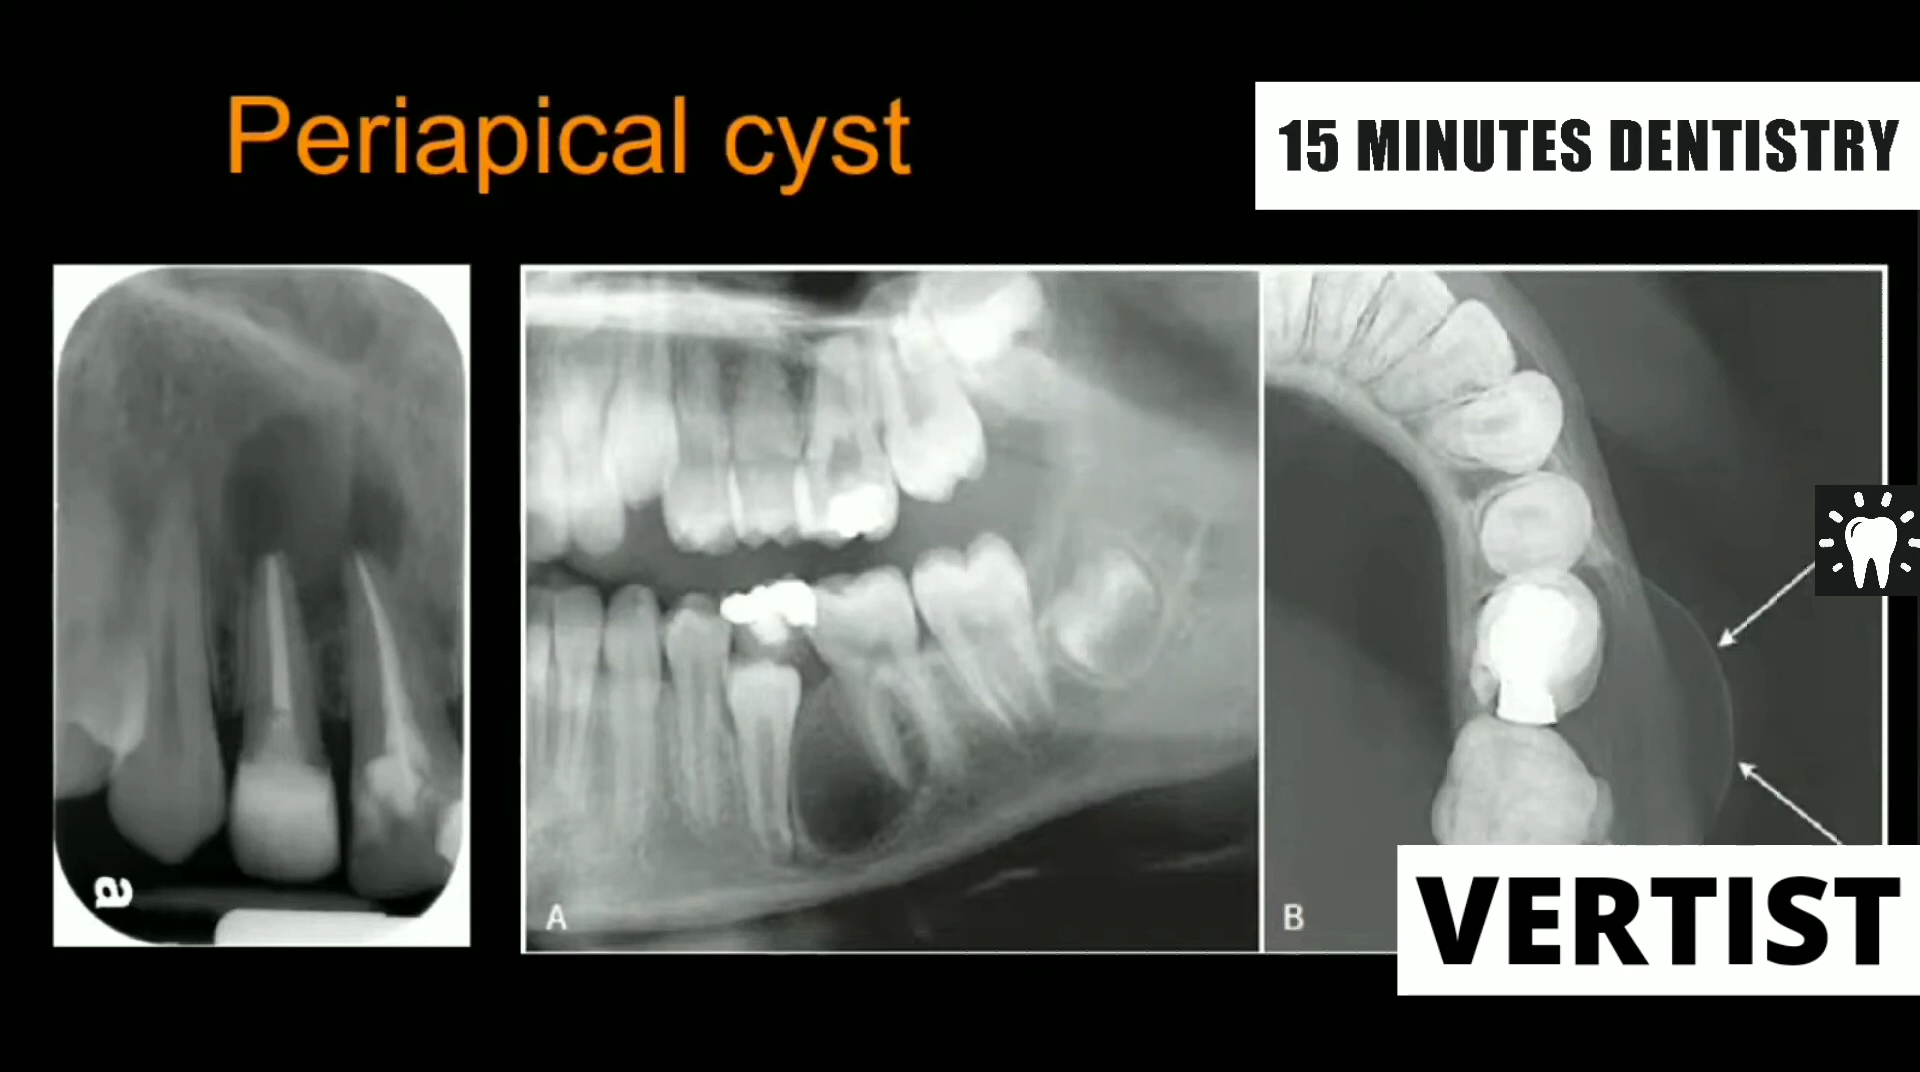 Periapical cyst
15 MINUTES DENTISTRY
a
A
B
VERTIST